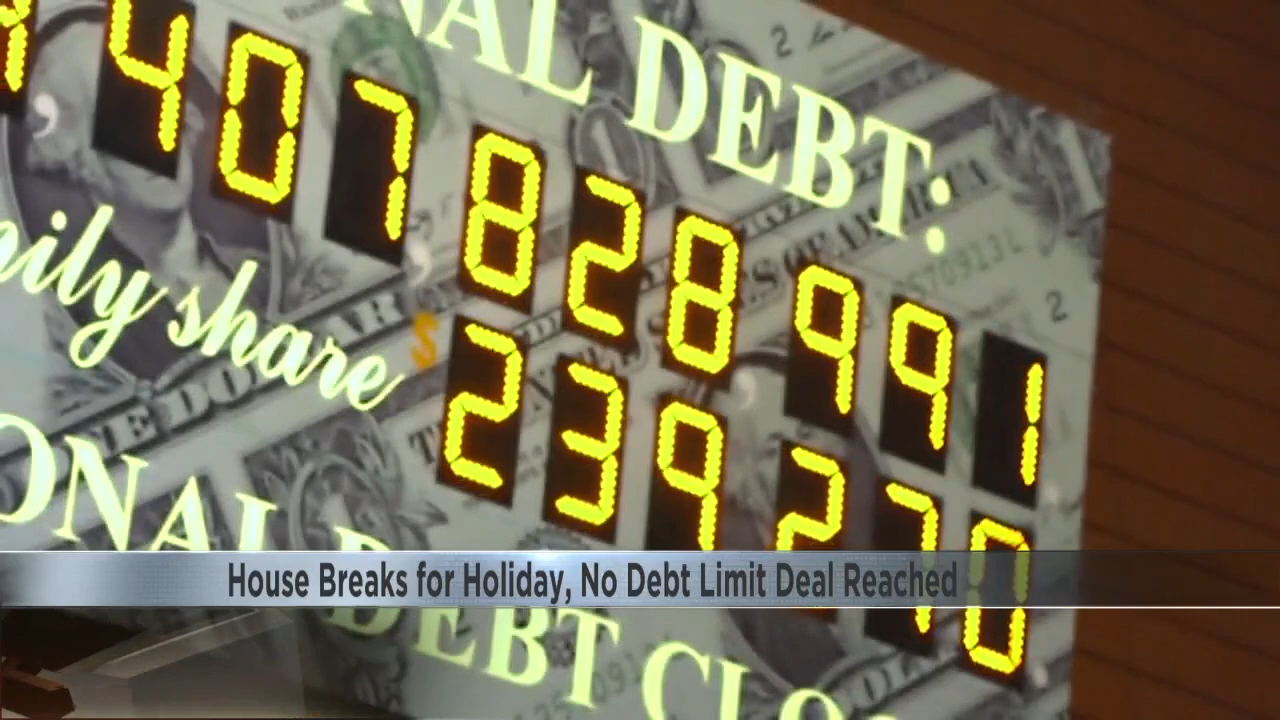 NAL DEBT:
407,828,991
ily share $239,270
ONAL DEBT CLO
House Breaks for Holiday, No Debt Limit Deal Reached